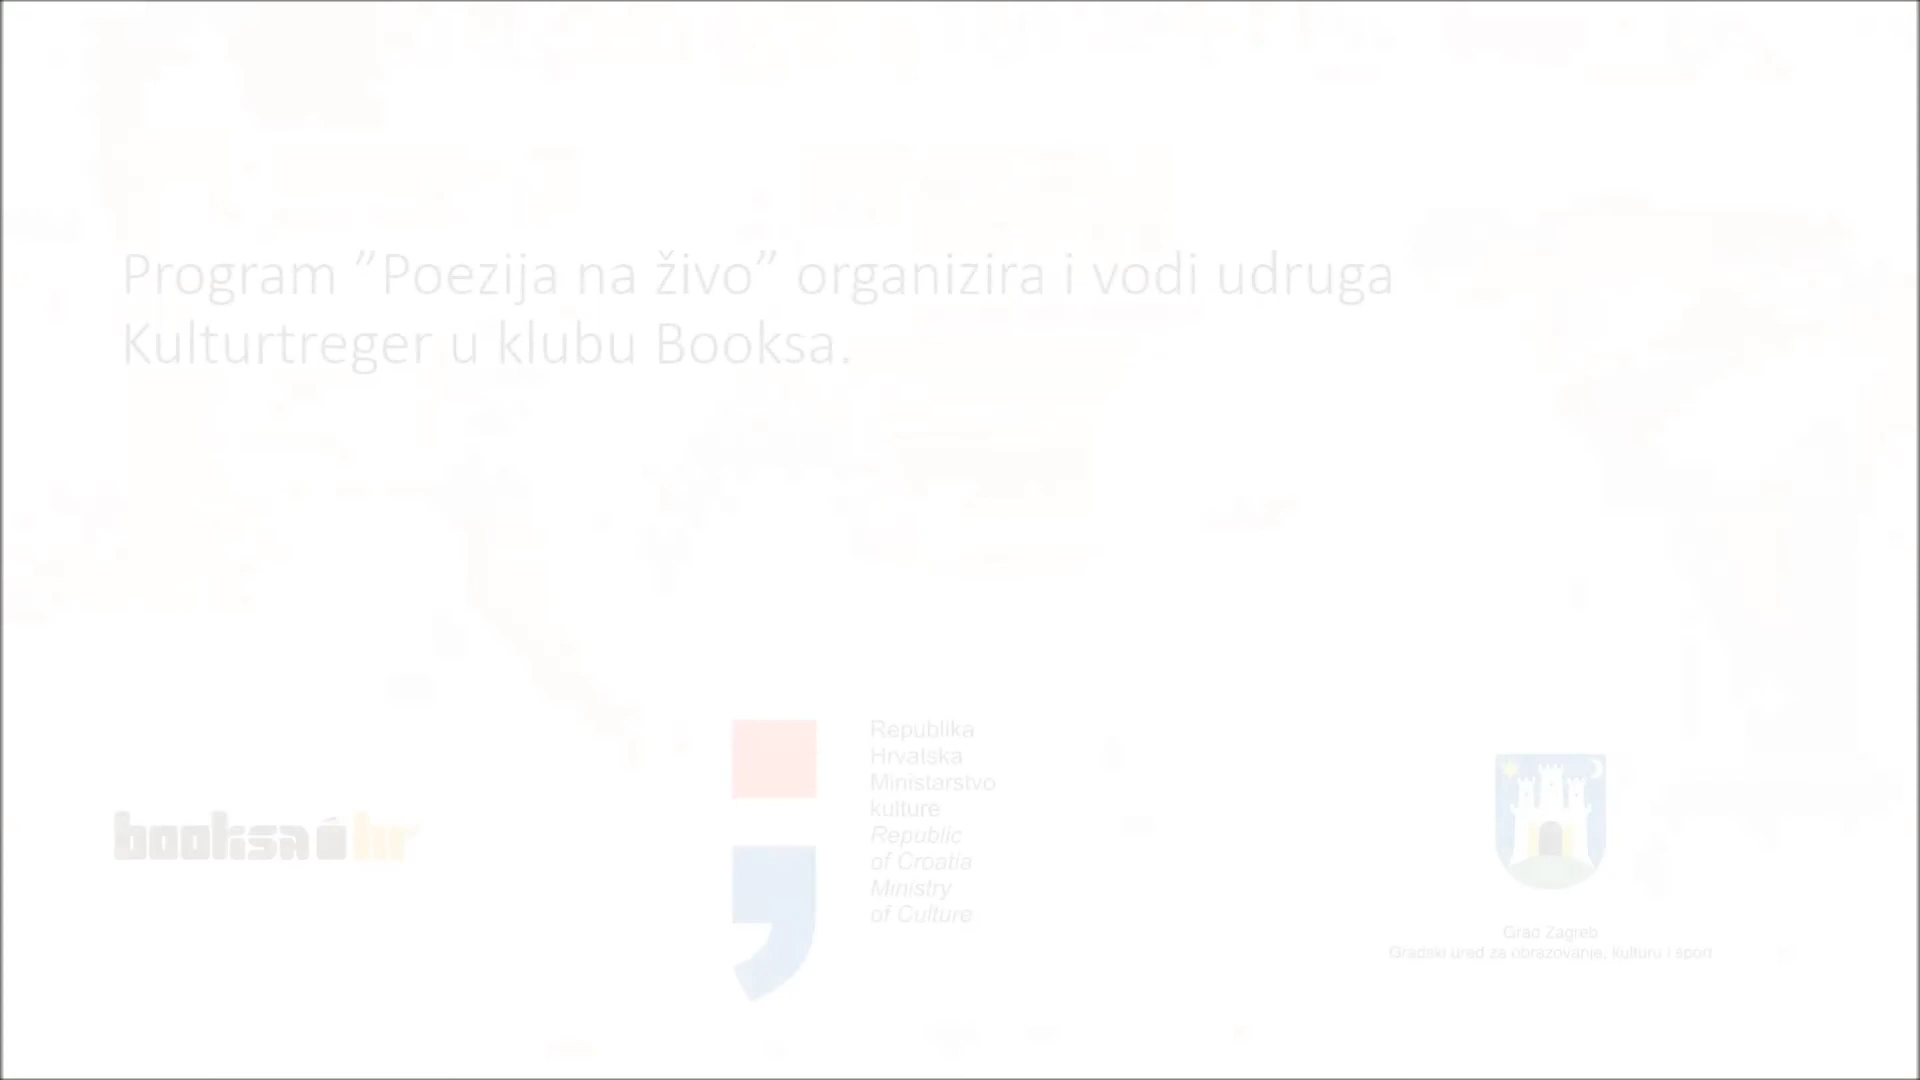 Program ”Poezija na živo” organizira i vodi udruga
Kulturtreger u klubu Booksa.
booksa hr
Republika
Hrvatska
Ministarstvo
kulture
Republic
of Croatia
Ministry
of Culture
Grad Zagreb
Gradski ured za obrazovanje, kulturu i šport